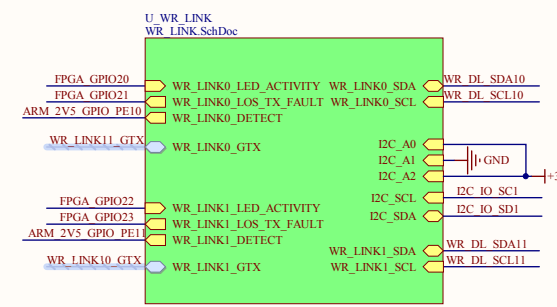 U_WR_LINK
WR_LINK.SchDoc
FPGA_GPIO20 WR_LINK0_LED_ACTIVITY WR_LINK0_SDA WR_DL_SDA10
FPGA_GPIO21 WR_LINK0_LOS_TX_FAULT WR_LINK0_SCL WR_DL_SCL10
ARM_2V5_GPIO_PE10 WR_LINK0_DETECT
WR_LINK11_GTX WR_LINK0_GTX I2C_A0
I2C_A1 GND
I2C_A2 +3
FPGA_GPIO22 WR_LINK1_LED_ACTIVITY I2C_SCL I2C_IO_SC1
FPGA_GPIO23 WR_LINK1_LOS_TX_FAULT I2C_SDA I2C_IO_SD1
ARM_2V5_GPIO_PE11 WR_LINK1_DETECT WR_LINK1_SDA WR_DL_SDA11
WR_LINK10_GTX WR_LINK1_GTX WR_LINK1_SCL WR_DL_SCL11